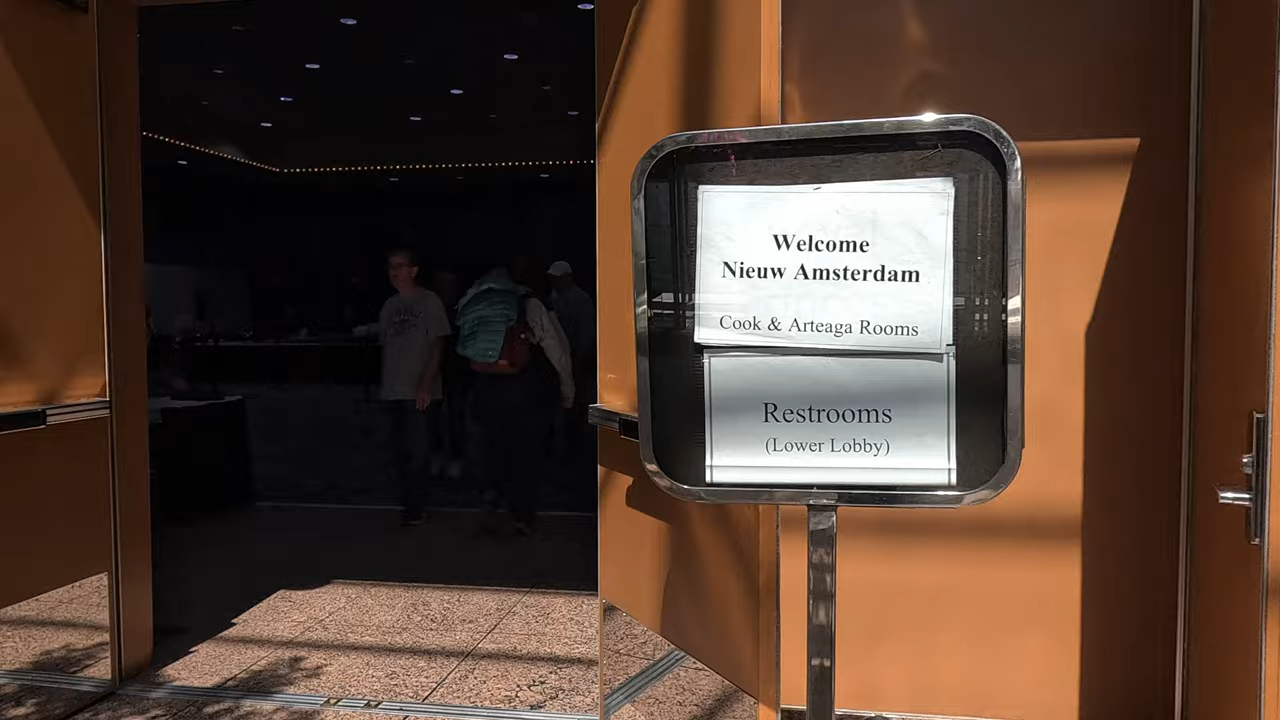 Welcome
Nieuw Amsterdam
Cook & Arteaga Rooms
Restrooms
(Lower Lobby)